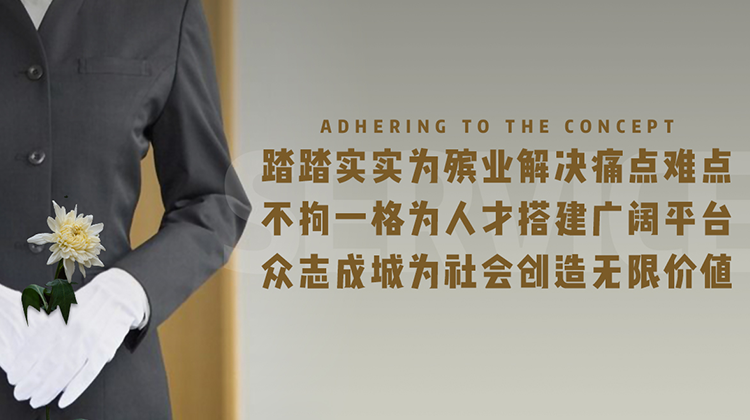 ADHERING TO THE CONCEPT
踏踏实实为殡业解决痛点难点
不拘一格为人才搭建广阔平台
众志成城为社会创造无限价值
SERVICE